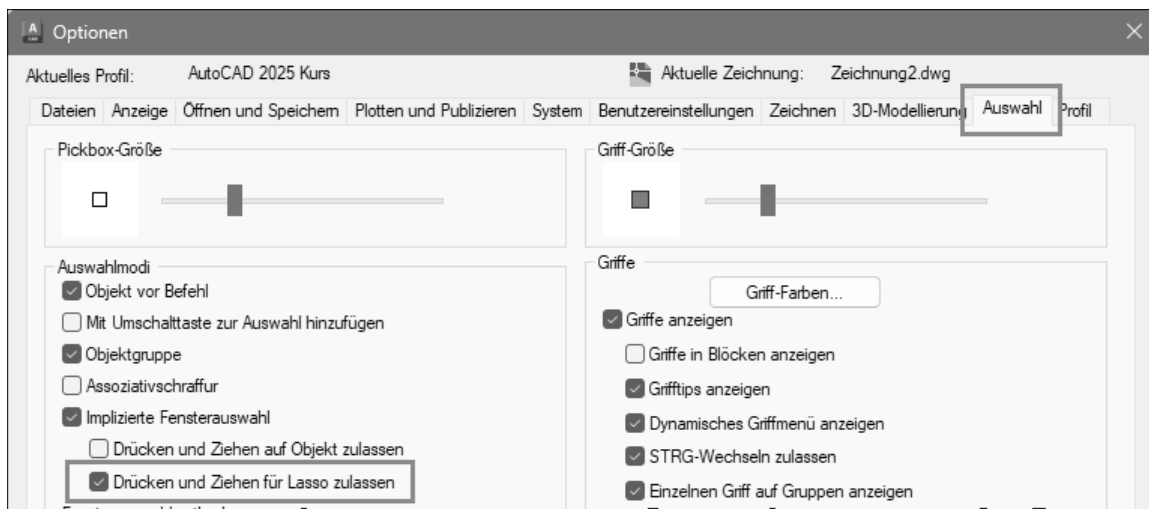 Optionen
Aktuelles Profil: AutoCAD 2025 Kurs Aktuelle Zeichnung: Zeichnung2.dwg
Dateien Anzeige Öffnen und Speichern Plotten und Publizieren System Benutzereinstellungen Zeichnen 3D-Modellierung Auswahl Profil
Pickbox-Größe
Griff-Größe
Auswahlmodi
Objekt vor Befehl
Mit Umschalttaste zur Auswahl hinzufügen
Objektgruppe
Assoziativschraffur
Implizierte Fensterauswahl
Drücken und Ziehen auf Objekt zulassen
Drücken und Ziehen für Lasso zulassen
Griffe
Griff-Farben...
Griffe anzeigen
Griffe in Blöcken anzeigen
Grifftips anzeigen
Dynamisches Griffmenü anzeigen
STRG-Wechseln zulassen
Einzelnen Griff auf Gruppen anzeigen